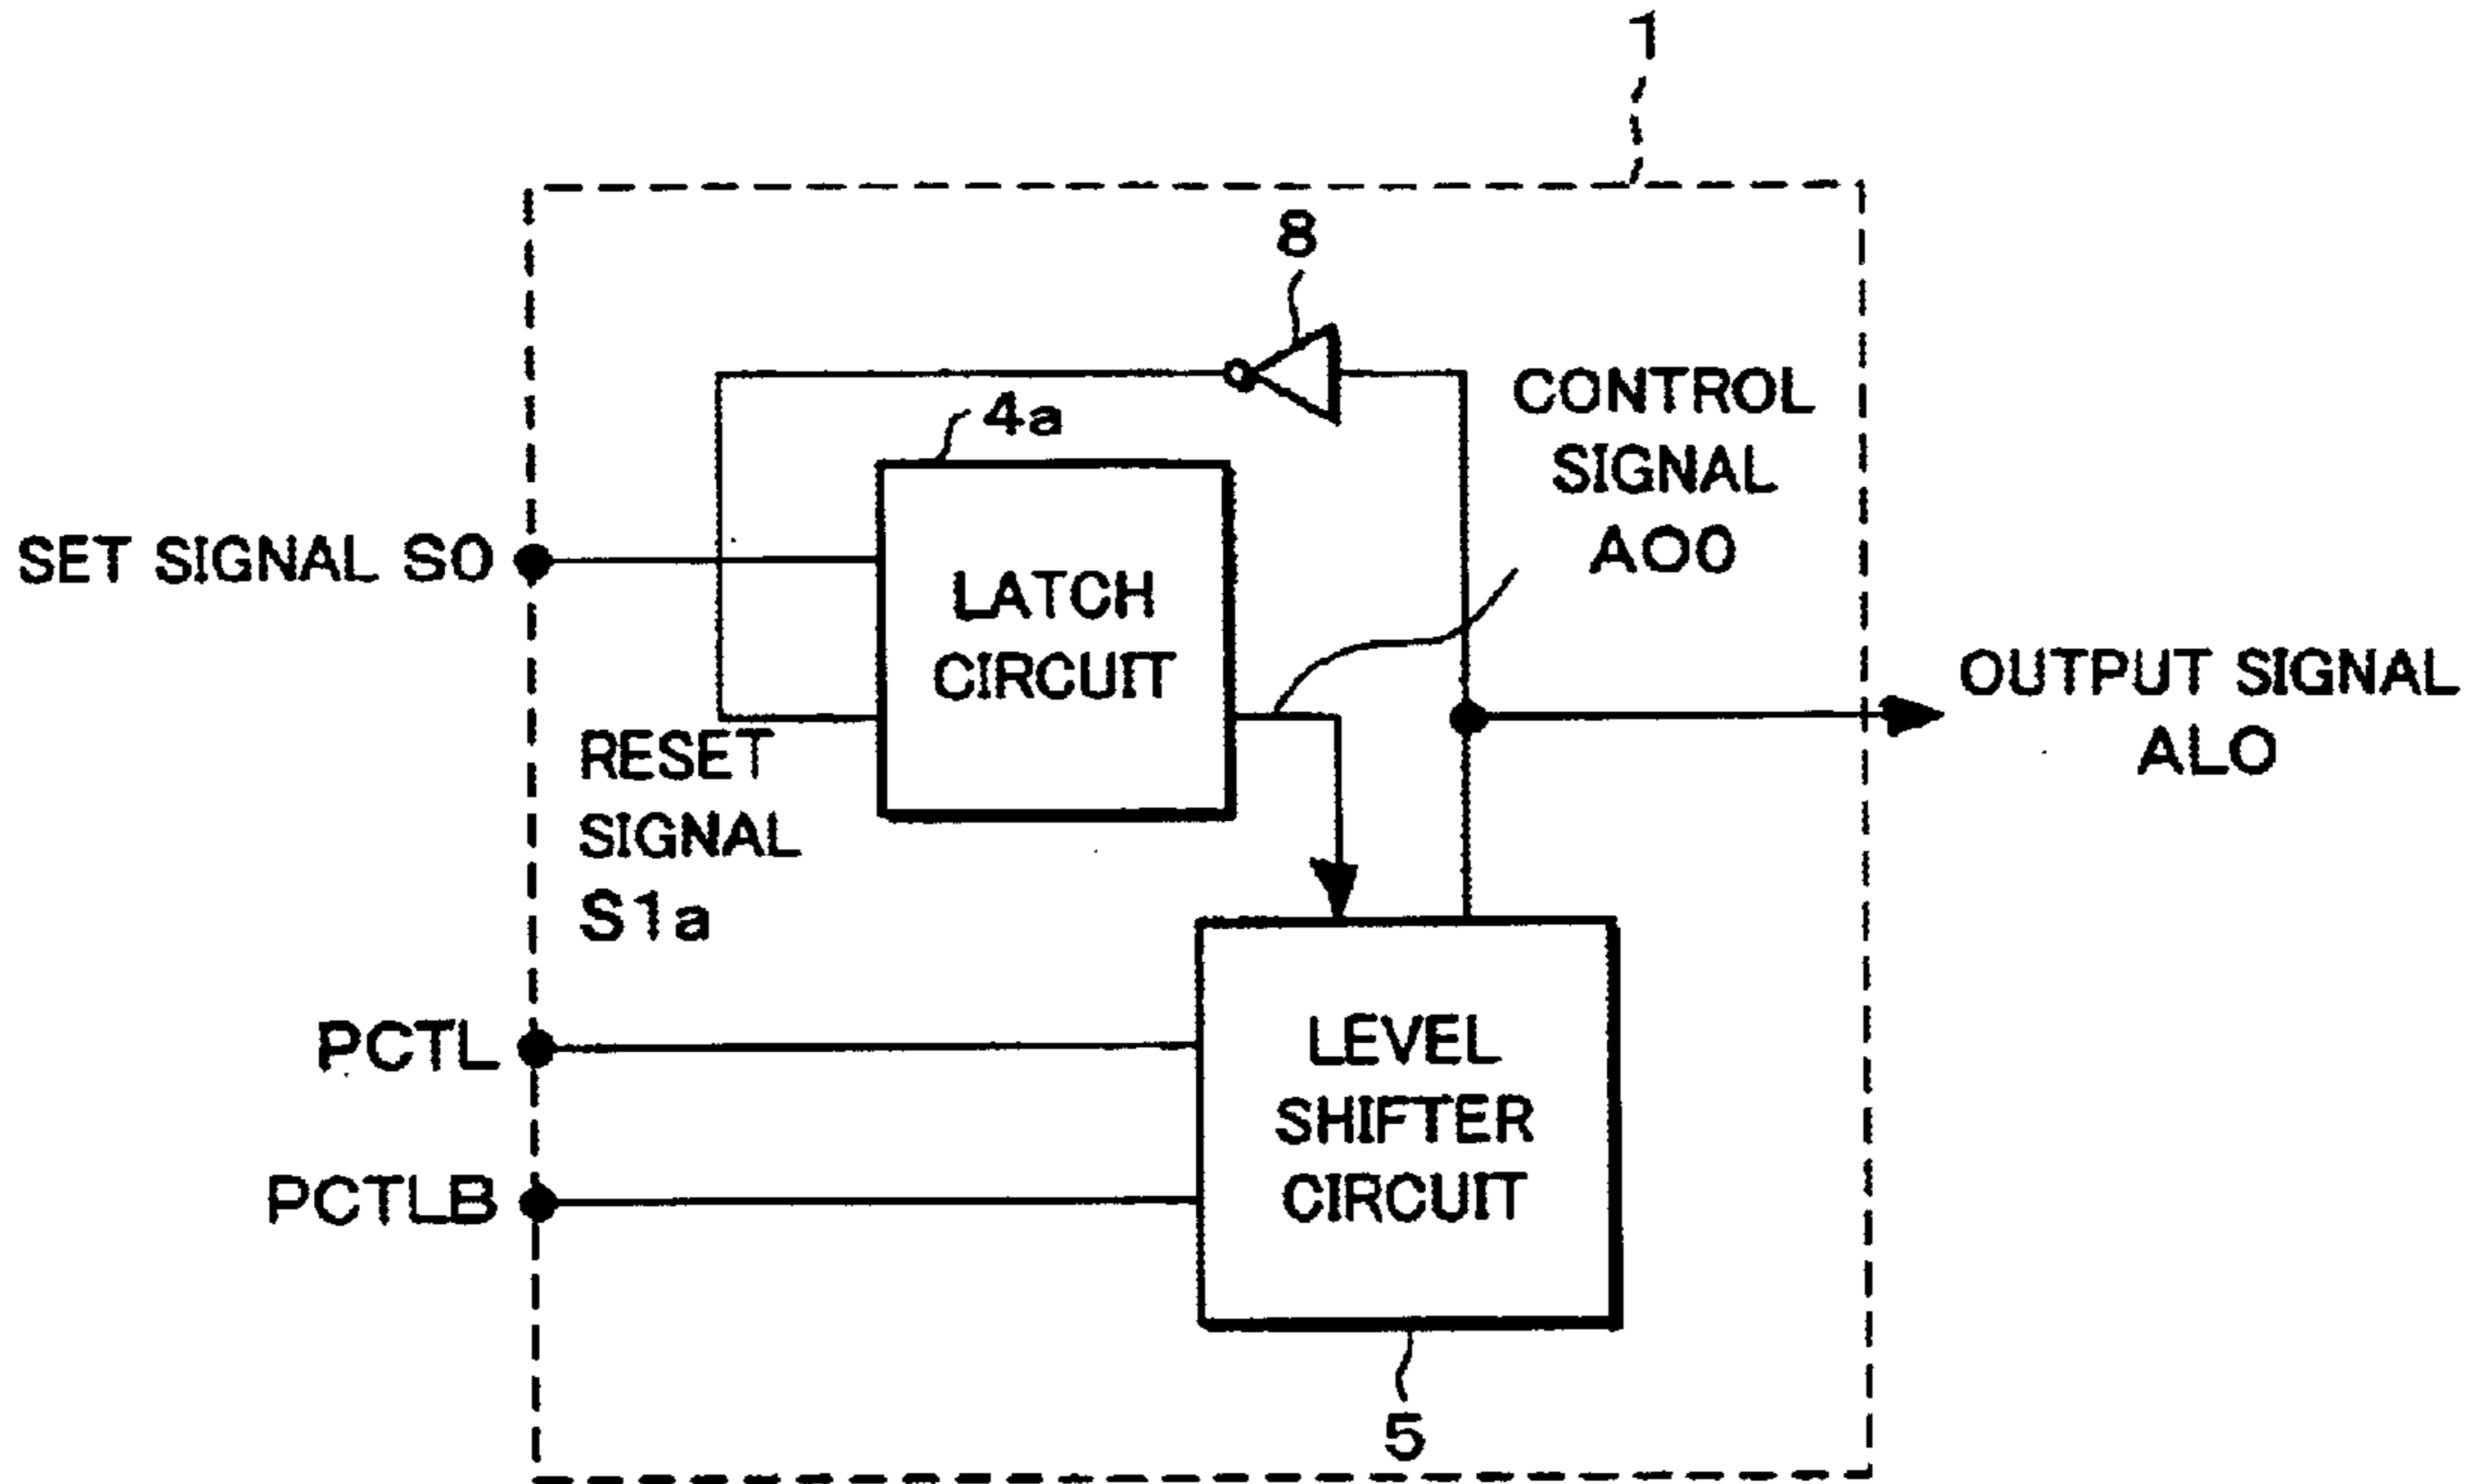 1
8
CONTROL
SIGNAL
AO0
4a
SET SIGNAL S0
LATCH
CIRCUIT
OUTPUT SIGNAL
ALO
RESET
SIGNAL
S1a
PCTL
LEVEL
SHIFTER
CIRCUIT
PCTLB
5